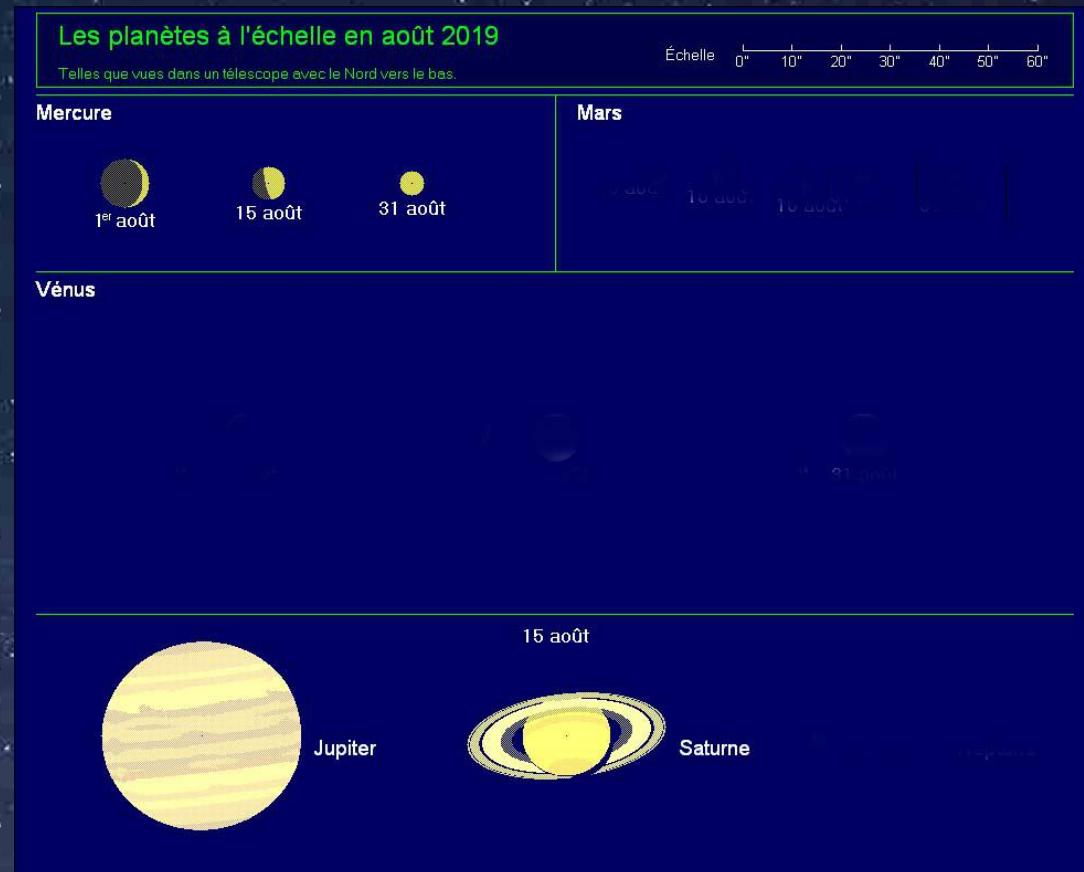 Les planètes à l'échelle en août 2019
Telles que vues dans un télescope avec le Nord vers le bas.
Échelle
0" 10" 20" 30" 40" 50" 60"
Mercure
Mars
1er août
15 août
31 août
Vénus
31 août
15 août
Jupiter
Saturne